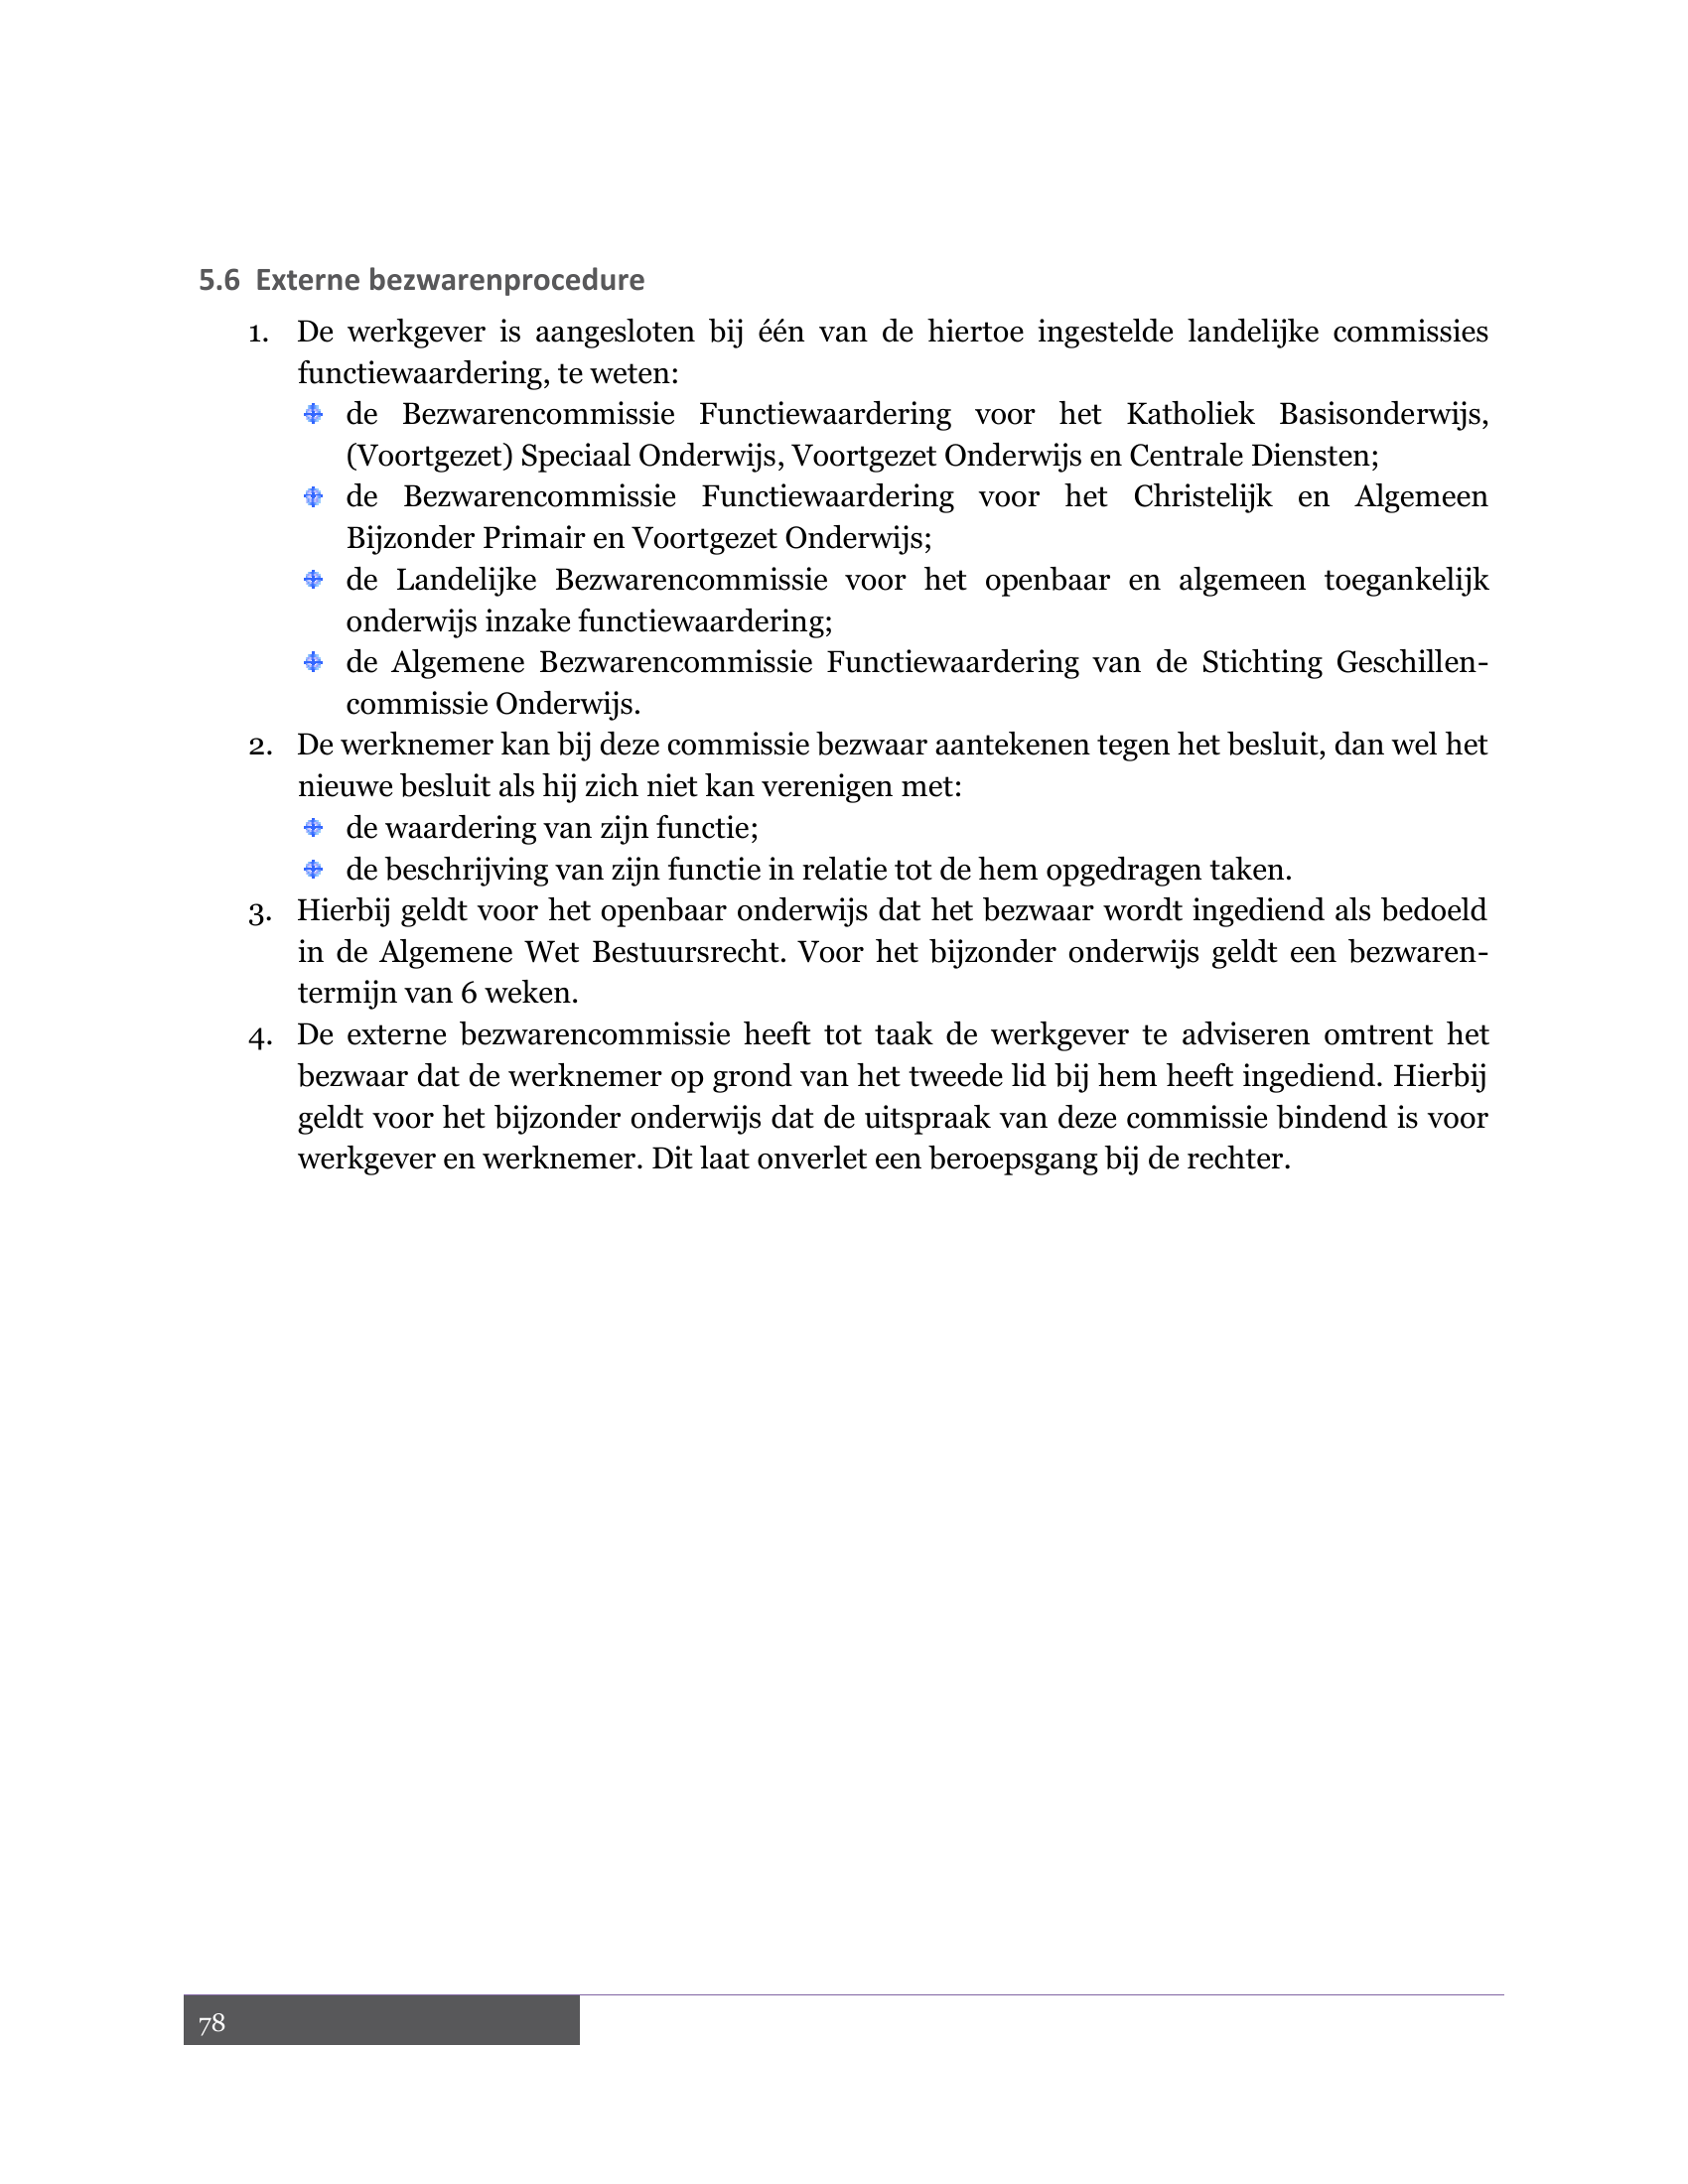 5.6 Externe bezwarenprocedure
1. De werkgever is aangesloten bij één van de hiertoe ingestelde landelijke commissies
functiewaardering, te weten:
de Bezwarencommissie Functiewaardering voor het Katholiek Basisonderwijs,
(Voortgezet) Speciaal Onderwijs, Voortgezet Onderwijs en Centrale Diensten;
de Bezwarencommissie Functiewaardering voor het Christelijk en Algemeen
Bijzonder Primair en Voortgezet Onderwijs;
de Landelijke Bezwarencommissie voor het openbaar en algemeen toegankelijk
onderwijs inzake functiewaardering;
de Algemene Bezwarencommissie Functiewaardering van de Stichting Geschillen-
commissie Onderwijs.
2. De werknemer kan bij deze commissie bezwaar aantekenen tegen het besluit, dan wel het
nieuwe besluit als hij zich niet kan verenigen met:
de waardering van zijn functie;
de beschrijving van zijn functie in relatie tot de hem opgedragen taken.
3. Hierbij geldt voor het openbaar onderwijs dat het bezwaar wordt ingediend als bedoeld
in de Algemene Wet Bestuursrecht. Voor het bijzonder onderwijs geldt een bezwaren-
termijn van 6 weken.
4. De externe bezwarencommissie heeft tot taak de werkgever te adviseren omtrent het
bezwaar dat de werknemer op grond van het tweede lid bij hem heeft ingediend. Hierbij
geldt voor het bijzonder onderwijs dat de uitspraak van deze commissie bindend is voor
werkgever en werknemer. Dit laat onverlet een beroepsgang bij de rechter.
78